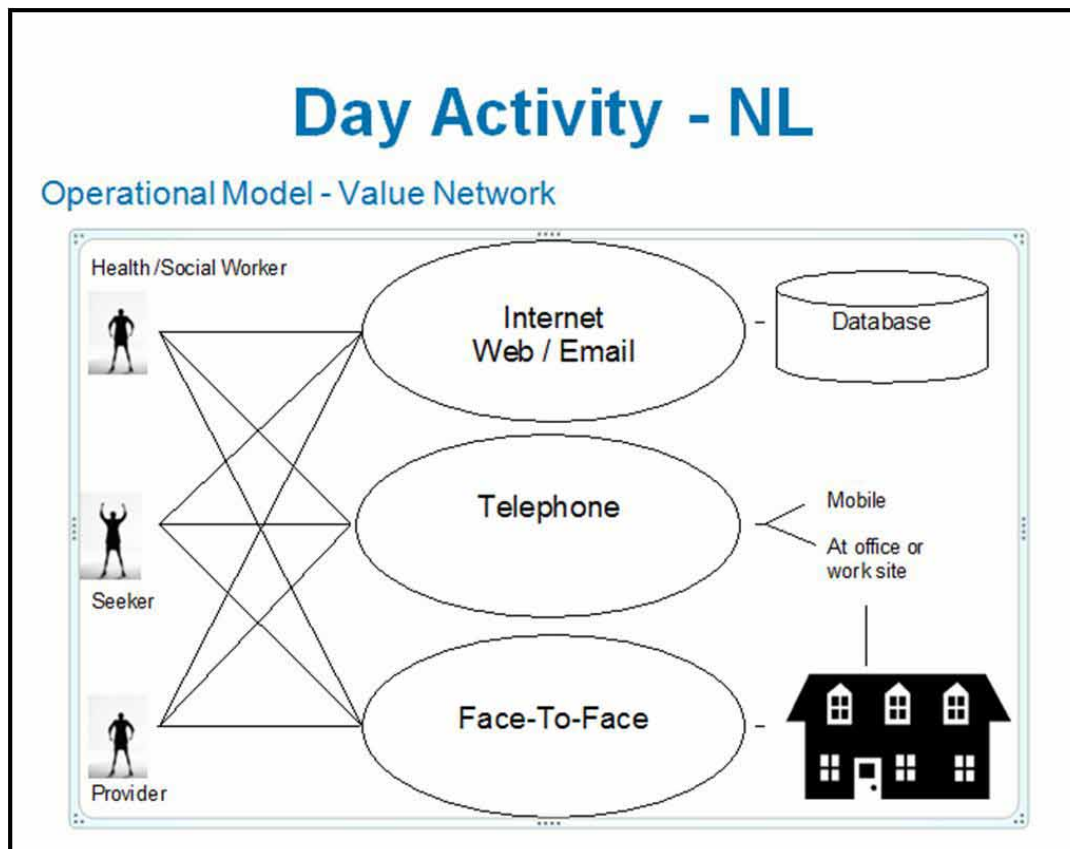 Day Activity - NL
Operational Model - Value Network
Health /Social Worker
Internet
Web / Email
Database
Telephone
Mobile
At office or
work site
Seeker
Face-To-Face
Provider